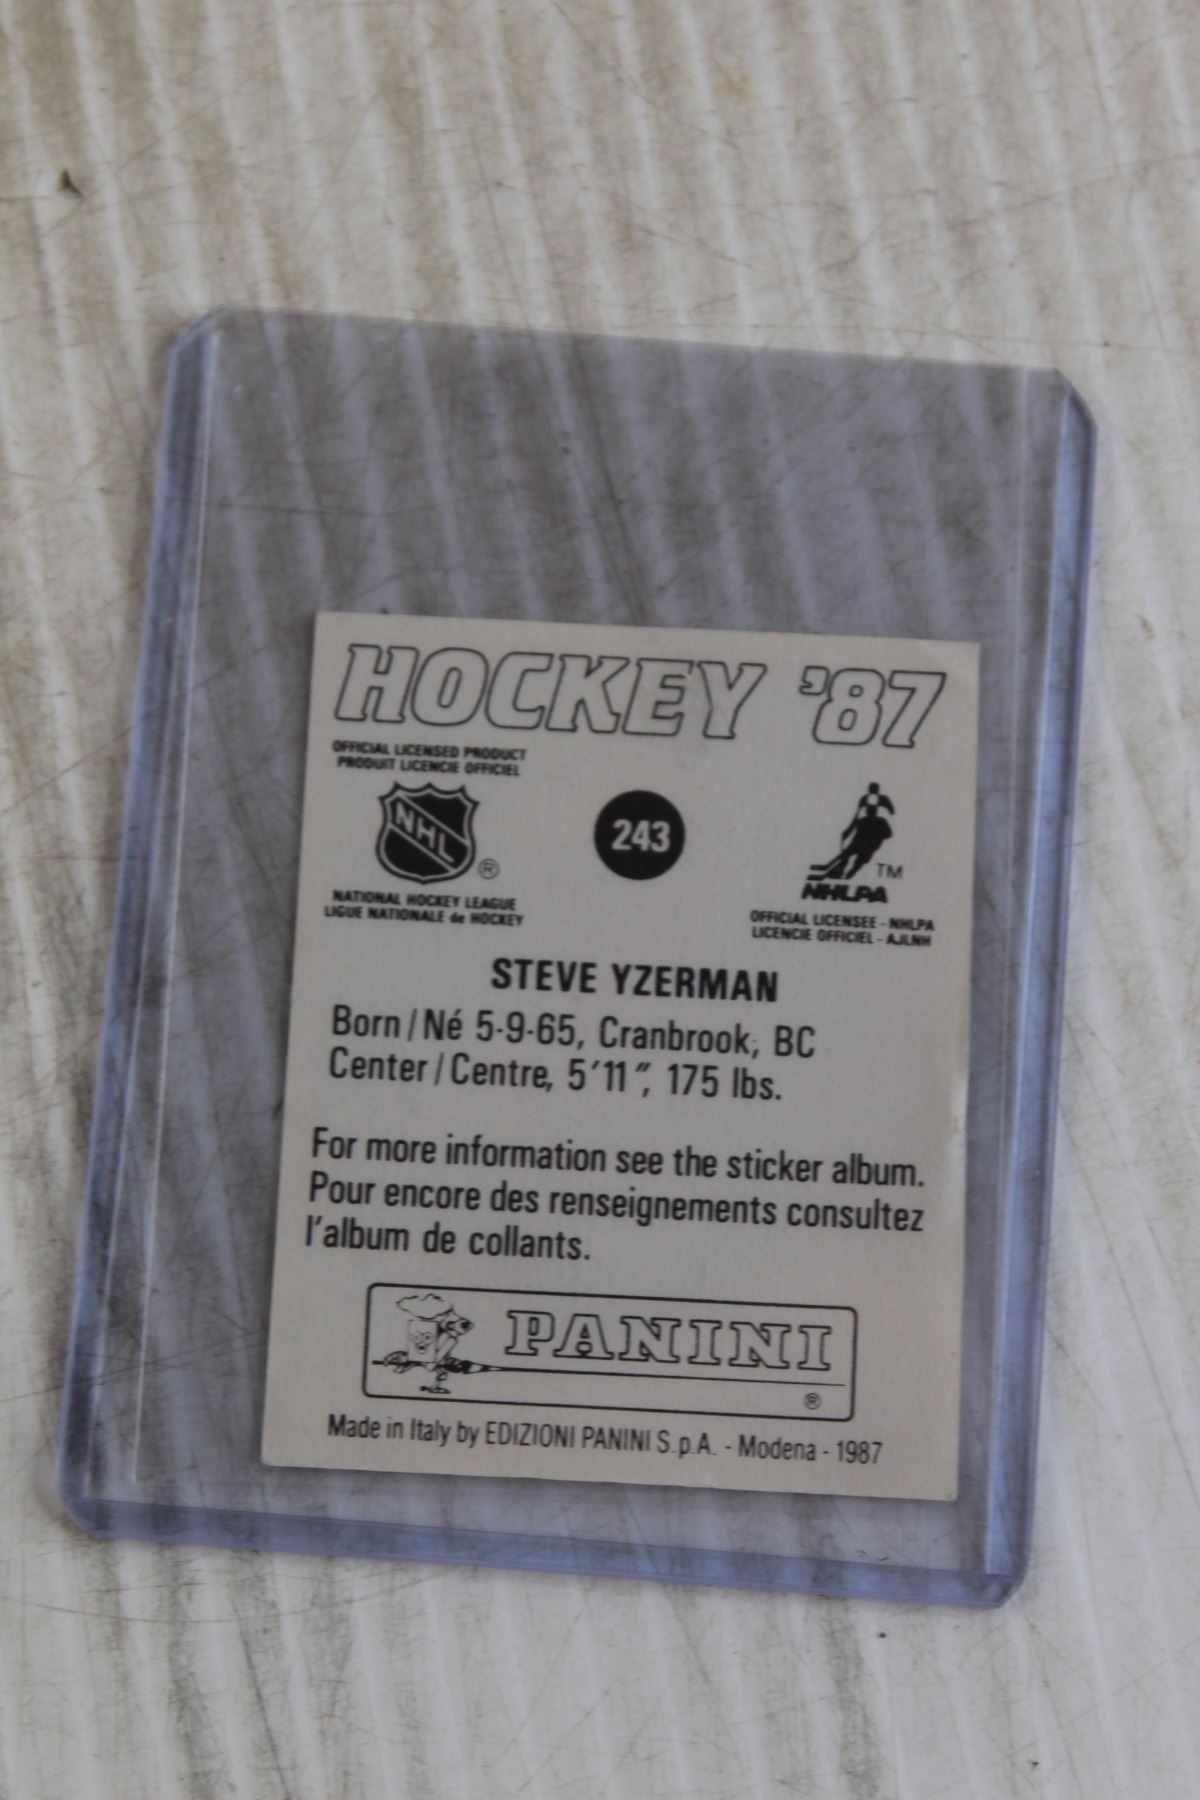 HOCKEY '87
OFFICIAL LICENSED PRODUCT
PRODUIT LICENCIE OFFICIEL
NHL
®
NATIONAL HOCKEY LEAGUE
LIGUE NATIONALE de HOCKEY
243
TM
NHLPA
OFFICIAL LICENSEE - NHLPA
LICENCIE OFFICIEL - AJLNH
STEVE YZERMAN
Born / Né 5-9-65, Cranbrook, BC
Center / Centre, 5'11", 175 lbs.
For more information see the sticker album.
Pour encore des renseignements consultez
l'album de collants.
PANINI
®
Made in Italy by EDIZIONI PANINI S.p.A. - Modena - 1987